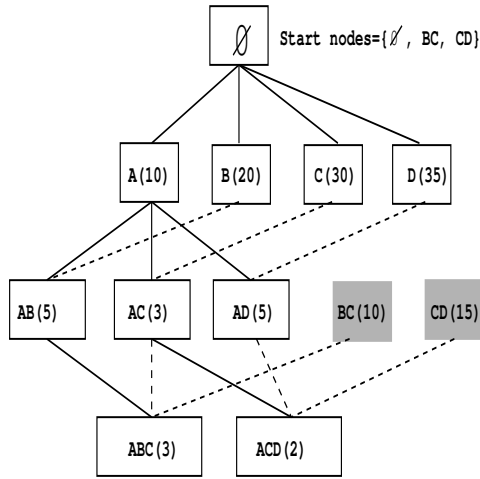 ∅ Start nodes={∅, BC, CD}
A(10) B(20) C(30) D(35)
AB(5) AC(3) AD(5) BC(10) CD(15)
ABC(3) ACD(2)